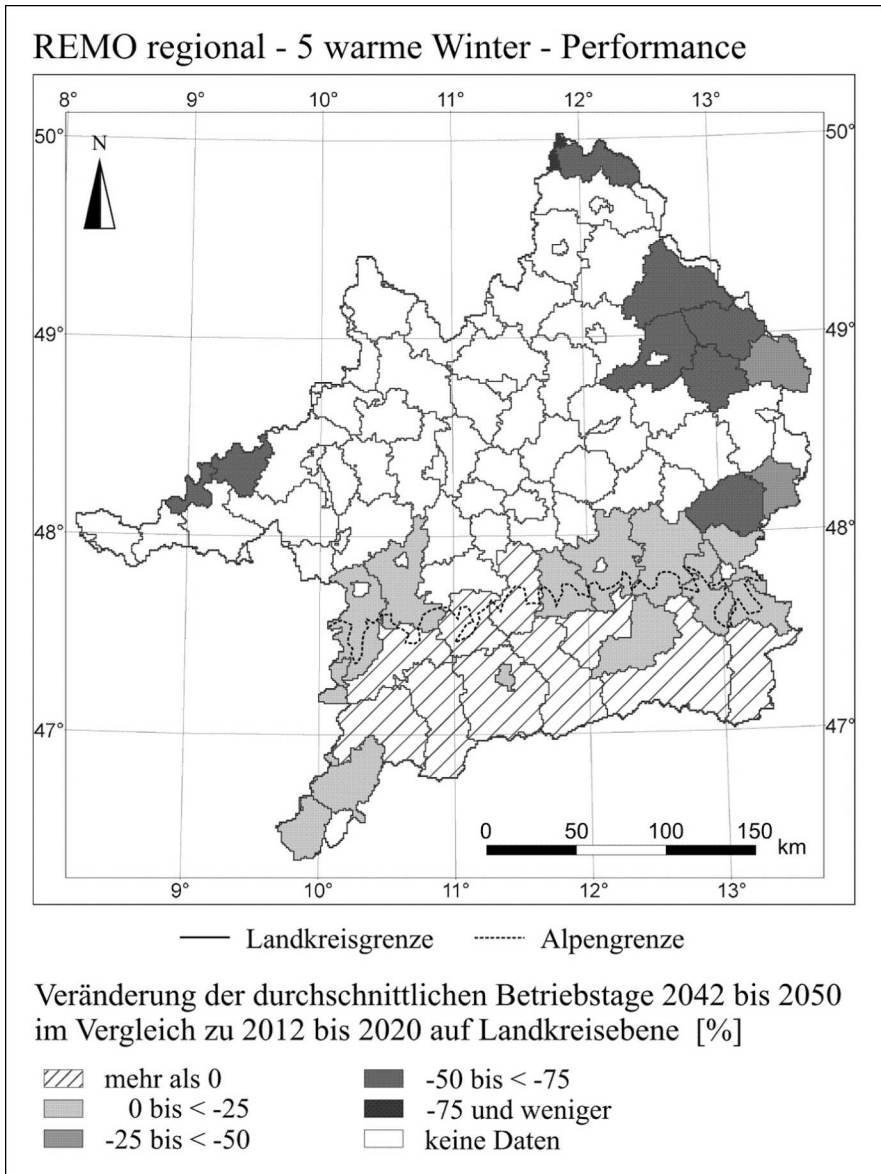 REMO regional - 5 warme Winter - Performance
8° 9° 10° 11° 12° 13°
50° 50°
N
49° 49°
48° 48°
47° 47°
0 50 100 150
km
9° 10° 11° 12° 13°
Landkreisgrenze Alpengrenze
Veränderung der durchschnittlichen Betriebstage 2042 bis 2050
im Vergleich zu 2012 bis 2020 auf Landkreisebene [%]
mehr als 0 -50 bis < -75
0 bis < -25 -75 und weniger
-25 bis < -50 keine Daten